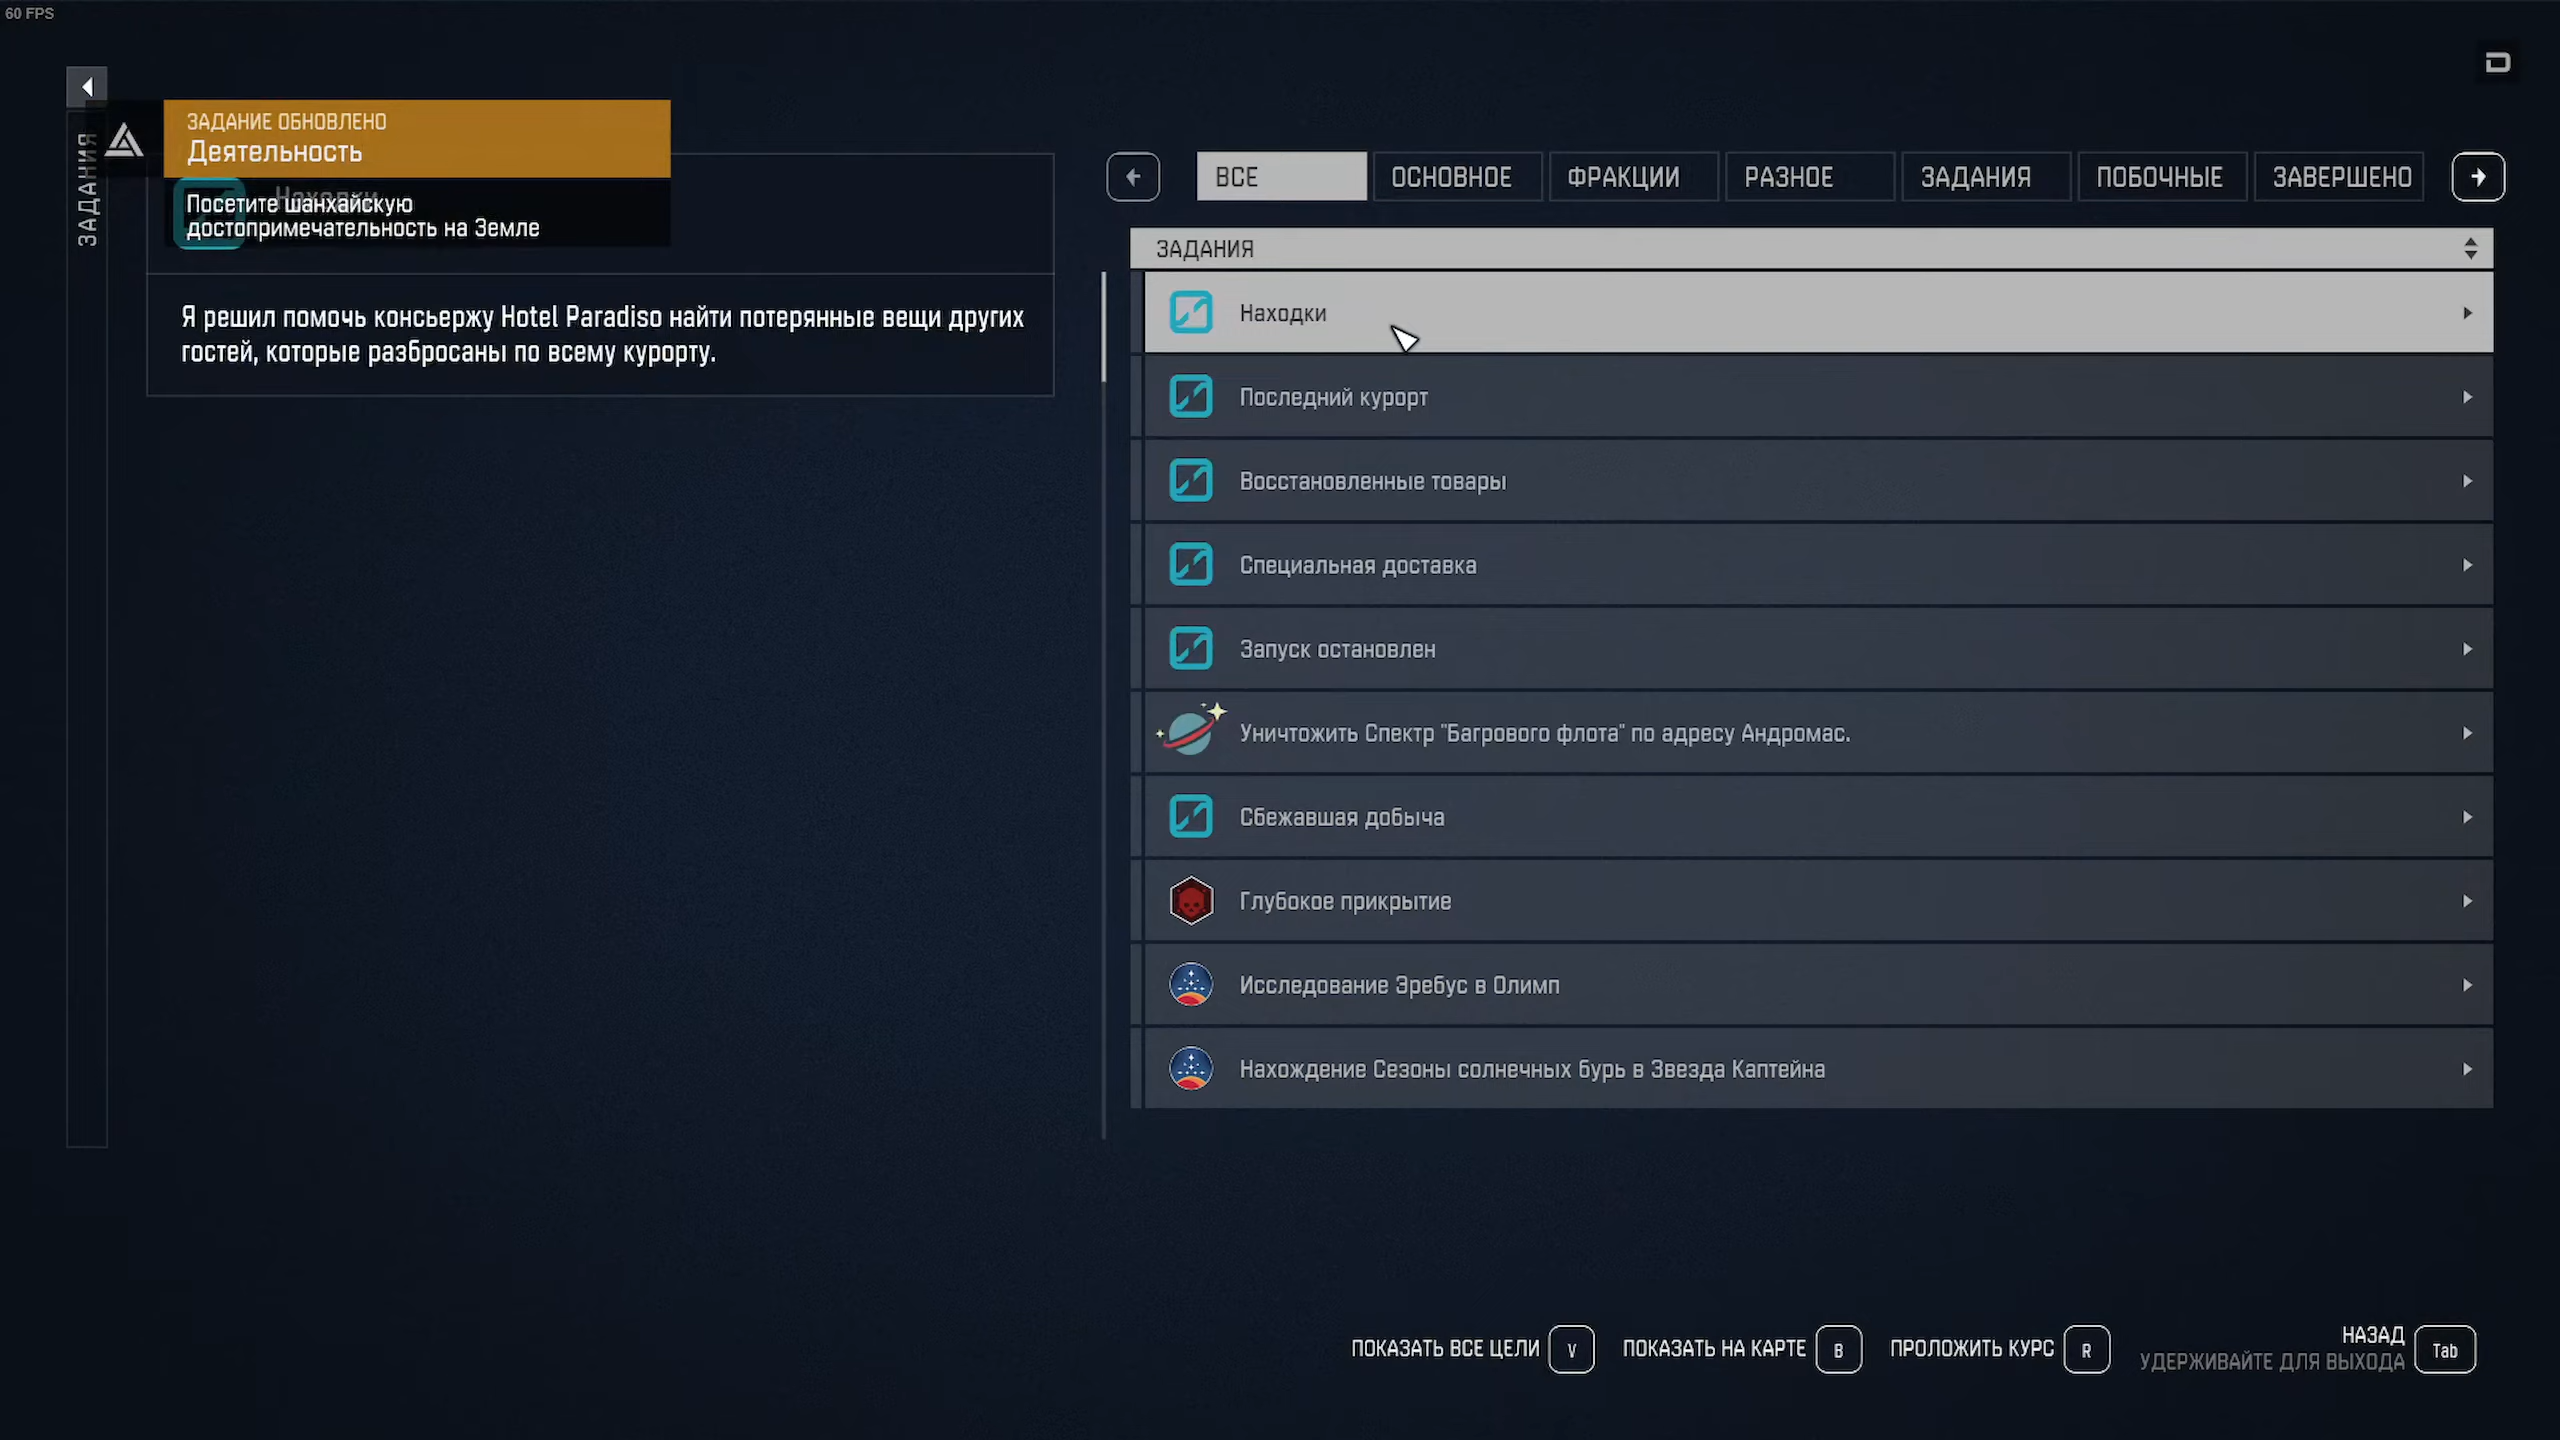 60 FPS
ЗАДАНИЯ
ЗАДАНИЕ ОБНОВЛЕНО
Деятельность
Находки
Посетите шанхайскую
достопримечательность на Земле
Я решил помочь консьержу Hotel Paradiso найти потерянные вещи других
гостей, которые разбросаны по всему курорту.
ВСЕ
ОСНОВНОЕ
ФРАКЦИИ
РАЗНОЕ
ЗАДАНИЯ
ПОБОЧНЫЕ
ЗАВЕРШЕНО
ЗАДАНИЯ
Находки
Последний курорт
Восстановленные товары
Специальная доставка
Запуск остановлен
Уничтожить Спектр "Багрового флота" по адресу Андромас.
Сбежавшая добыча
Глубокое прикрытие
Исследование Эребус в Олимп
Нахождение Сезоны солнечных бурь в Звезда Каптейна
ПОКАЗАТЬ ВСЕ ЦЕЛИ V
ПОКАЗАТЬ НА КАРТЕ B
ПРОЛОЖИТЬ КУРС R
НАЗАД
УДЕРЖИВАЙТЕ ДЛЯ ВЫХОДА Tab